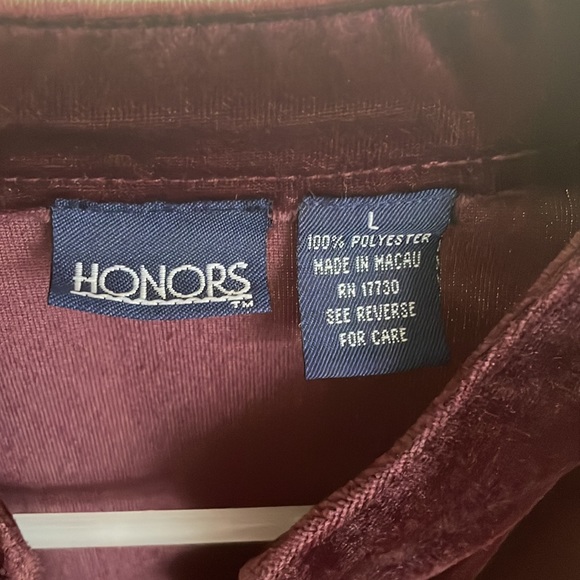 HONORS
TM
L
100% POLYESTER
MADE IN MACAU
RN 17730
SEE REVERSE
FOR CARE